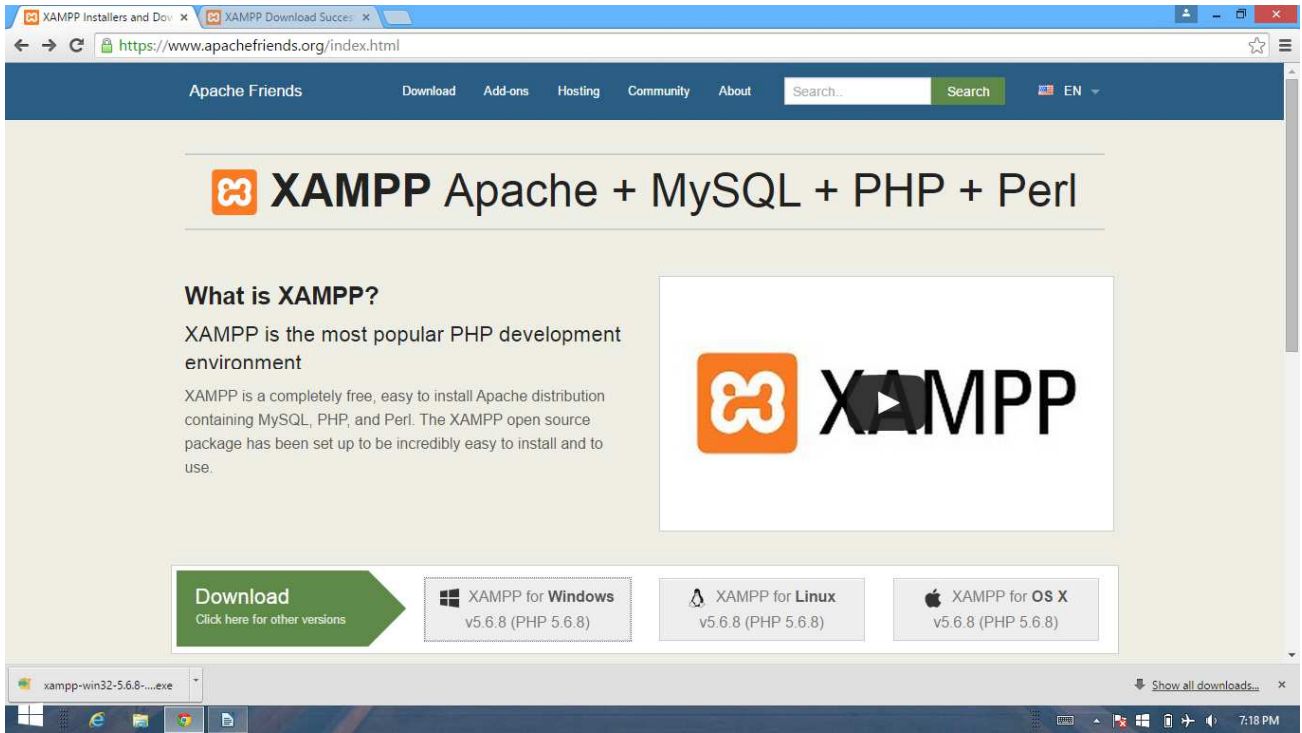 XAMPP Installers and Dov
XAMPP Download Succes
https://www.apachefriends.org/index.html
Apache Friends Download Add-ons Hosting Community About Search.. Search EN
XAMPP Apache + MySQL + PHP + Perl
What is XAMPP?
XAMPP is the most popular PHP development
environment
XAMPP is a completely free, easy to install Apache distribution
containing MySQL, PHP, and Perl. The XAMPP open source
package has been set up to be incredibly easy to install and to
use.
XAMPP
Download
Click here for other versions
XAMPP for Windows
v5.6.8 (PHP 5.6.8)
XAMPP for Linux
v5.6.8 (PHP 5.6.8)
XAMPP for OS X
v5.6.8 (PHP 5.6.8)
xampp-win32-5.6.8-....exe
Show all downloads...
7:18 PM